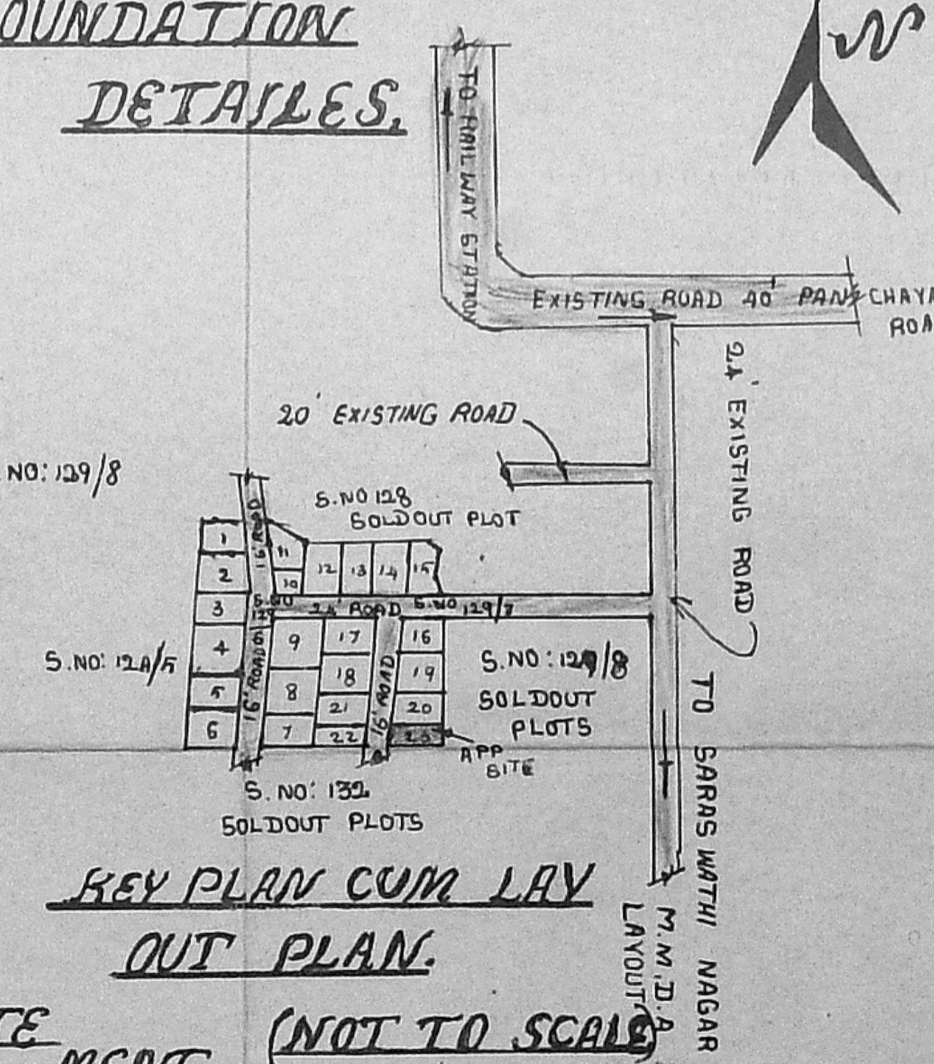 OUNDATION
DETAILES.
TO RAILWAY STATION
EXISTING ROAD 40' PANCHAYA
ROA
24' EXISTING ROAD
20' EXISTING ROAD
NO: 129/8
S.NO 128
SOLDOUT PLOT
16' ROAD
1
2
3
4
5
6
11
10
12
13
14
15
S.NO
129
24' ROAD
S.NO 129/7
16' ROAD
9
8
7
17
18
21
22
16' ROAD
16
19
20
23
S.NO: 129/8
SOLDOUT
PLOTS
APP
SITE
S. NO: 132
SOLDOUT PLOTS
TO SARASWATHI NAGAR
M.M.D.A
LAYOUT
KEY PLAN CUM LAY
OUT PLAN.
(NOT TO SCALE)
TE